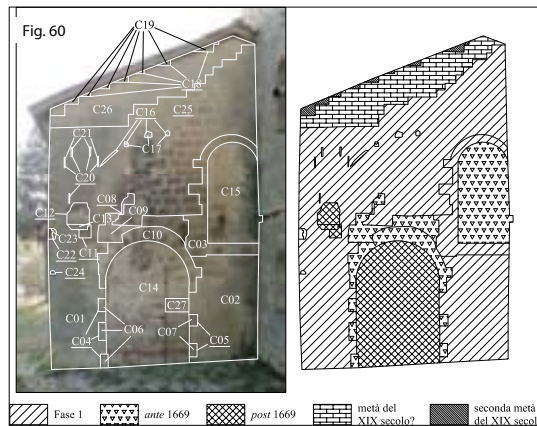 Fig. 60
C19
C18
C26
C16
C25
C21
C17
C20
C15
C08
C12
C09
C13
C10
C03
C23
C11
C22
C24
C14
C27
C02
C01
C06
C07
C04
C05
Fase 1
ante 1669
post 1669
metà del
XIX secolo?
seconda metà
del XIX secolo